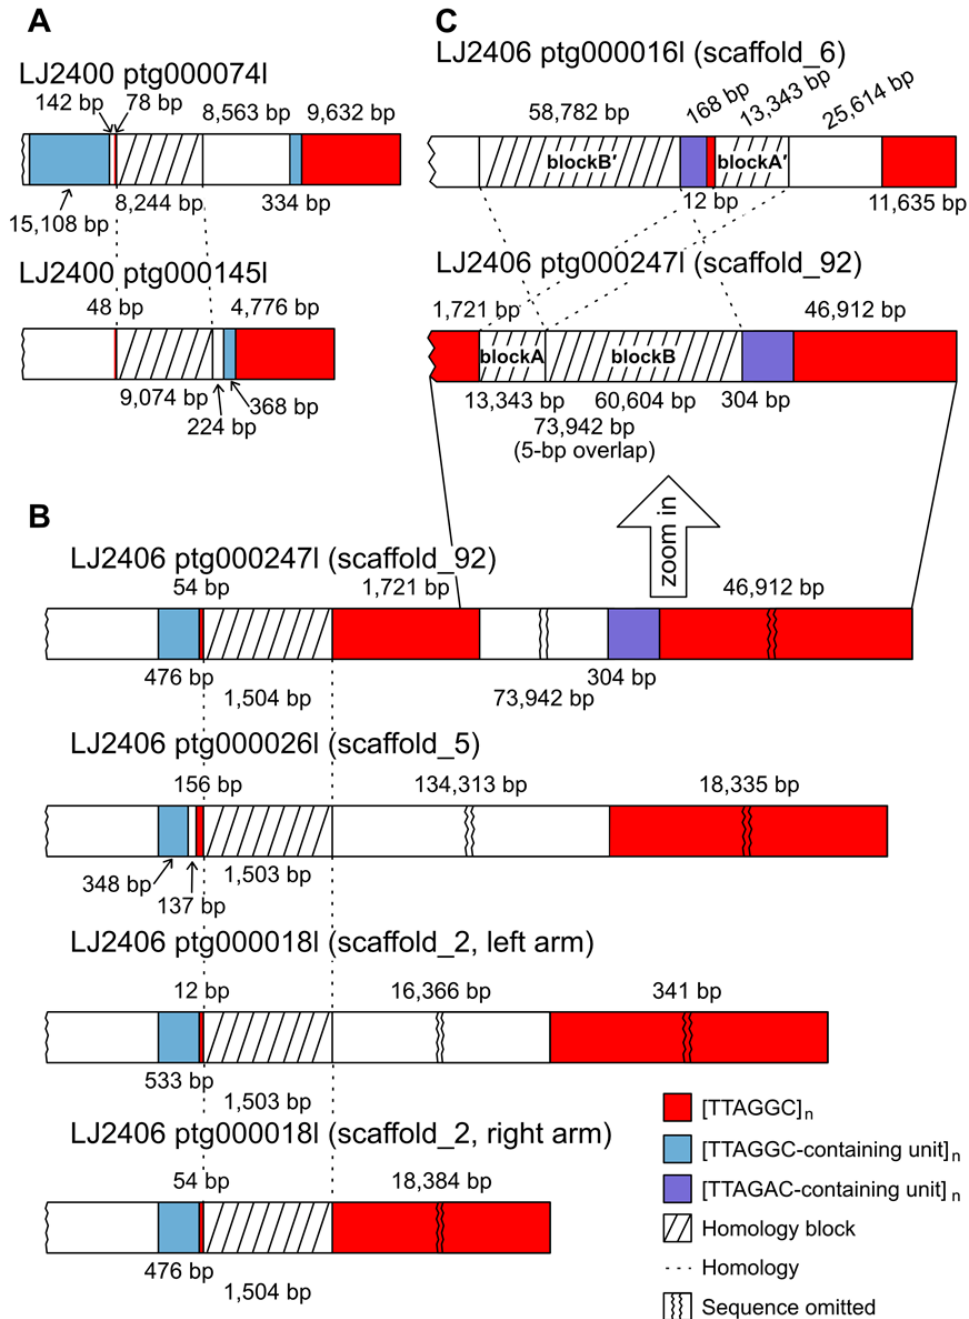 A
LJ2400 ptg000074l
142 bp 78 bp 8,563 bp 9,632 bp
15,108 bp 8,244 bp 334 bp
LJ2400 ptg000145l
48 bp 4,776 bp
9,074 bp 224 bp 368 bp
C
LJ2406 ptg000016l (scaffold_6)
58,782 bp 168 bp 13,343 bp 25,614 bp
blockB′ blockA′
12 bp 11,635 bp
LJ2406 ptg000247l (scaffold_92)
1,721 bp 46,912 bp
blockA blockB
13,343 bp 60,604 bp 304 bp
73,942 bp
(5-bp overlap)
zoom in
B
LJ2406 ptg000247l (scaffold_92)
54 bp 1,721 bp 46,912 bp
476 bp 1,504 bp 73,942 bp 304 bp
LJ2406 ptg000026l (scaffold_5)
156 bp 134,313 bp 18,335 bp
348 bp 137 bp 1,503 bp
LJ2406 ptg000018l (scaffold_2, left arm)
12 bp 16,366 bp 341 bp
533 bp 1,503 bp
LJ2406 ptg000018l (scaffold_2, right arm)
54 bp 18,384 bp
476 bp 1,504 bp
[TTAGGC]n
[TTAGGC-containing unit]n
[TTAGAC-containing unit]n
Homology block
Homology
Sequence omitted